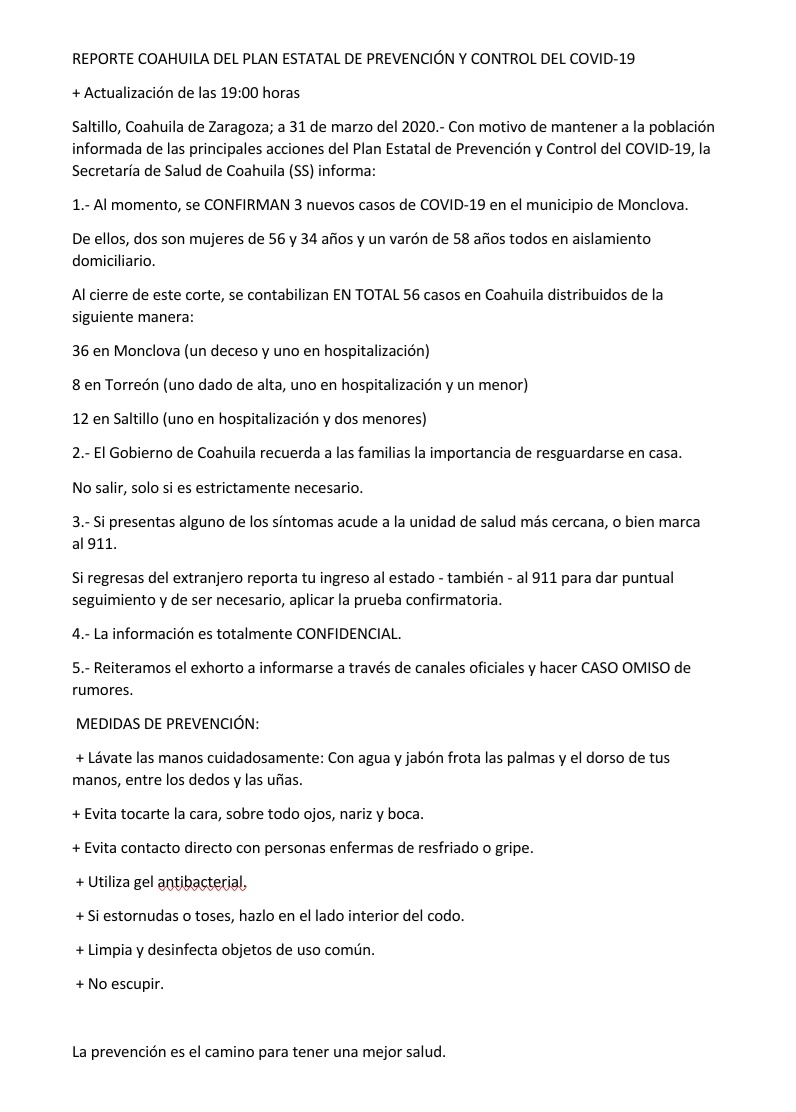 REPORTE COAHUILA DEL PLAN ESTATAL DE PREVENCIÓN Y CONTROL DEL COVID-19
+ Actualización de las 19:00 horas
Saltillo, Coahuila de Zaragoza; a 31 de marzo del 2020.- Con motivo de mantener a la población
informada de las principales acciones del Plan Estatal de Prevención y Control del COVID-19, la
Secretaría de Salud de Coahuila (SS) informa:
1.- Al momento, se CONFIRMAN 3 nuevos casos de COVID-19 en el municipio de Monclova.
De ellos, dos son mujeres de 56 y 34 años y un varón de 58 años todos en aislamiento
domiciliario.
Al cierre de este corte, se contabilizan EN TOTAL 56 casos en Coahuila distribuidos de la
siguiente manera:
36 en Monclova (un deceso y uno en hospitalización)
8 en Torreón (uno dado de alta, uno en hospitalización y un menor)
12 en Saltillo (uno en hospitalización y dos menores)
2.- El Gobierno de Coahuila recuerda a las familias la importancia de resguardarse en casa.
No salir, solo si es estrictamente necesario.
3.- Si presentas alguno de los síntomas acude a la unidad de salud más cercana, o bien marca
al 911.
Si regresas del extranjero reporta tu ingreso al estado - también - al 911 para dar puntual
seguimiento y de ser necesario, aplicar la prueba confirmatoria.
4.- La información es totalmente CONFIDENCIAL.
5.- Reiteramos el exhorto a informarse a través de canales oficiales y hacer CASO OMISO de
rumores.
MEDIDAS DE PREVENCIÓN:
+ Lávate las manos cuidadosamente: Con agua y jabón frota las palmas y el dorso de tus
manos, entre los dedos y las uñas.
+ Evita tocarte la cara, sobre todo ojos, nariz y boca.
+ Evita contacto directo con personas enfermas de resfriado o gripe.
+ Utiliza gel antibacterial.
+ Si estornudas o toses, hazlo en el lado interior del codo.
+ Limpia y desinfecta objetos de uso común.
+ No escupir.
La prevención es el camino para tener una mejor salud.